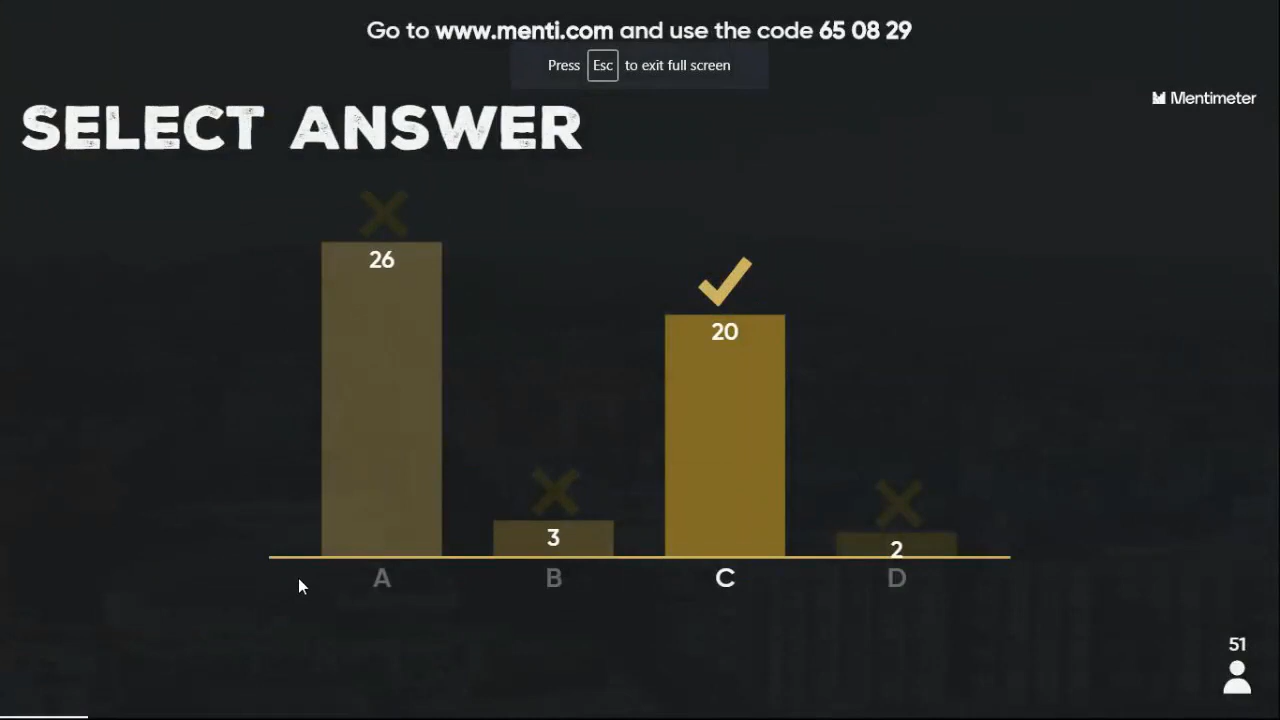 Go to www.menti.com and use the code 65 08 29
Press Esc to exit full screen
Mentimeter
SELECT ANSWER
26
20
3
2
A B C D
51